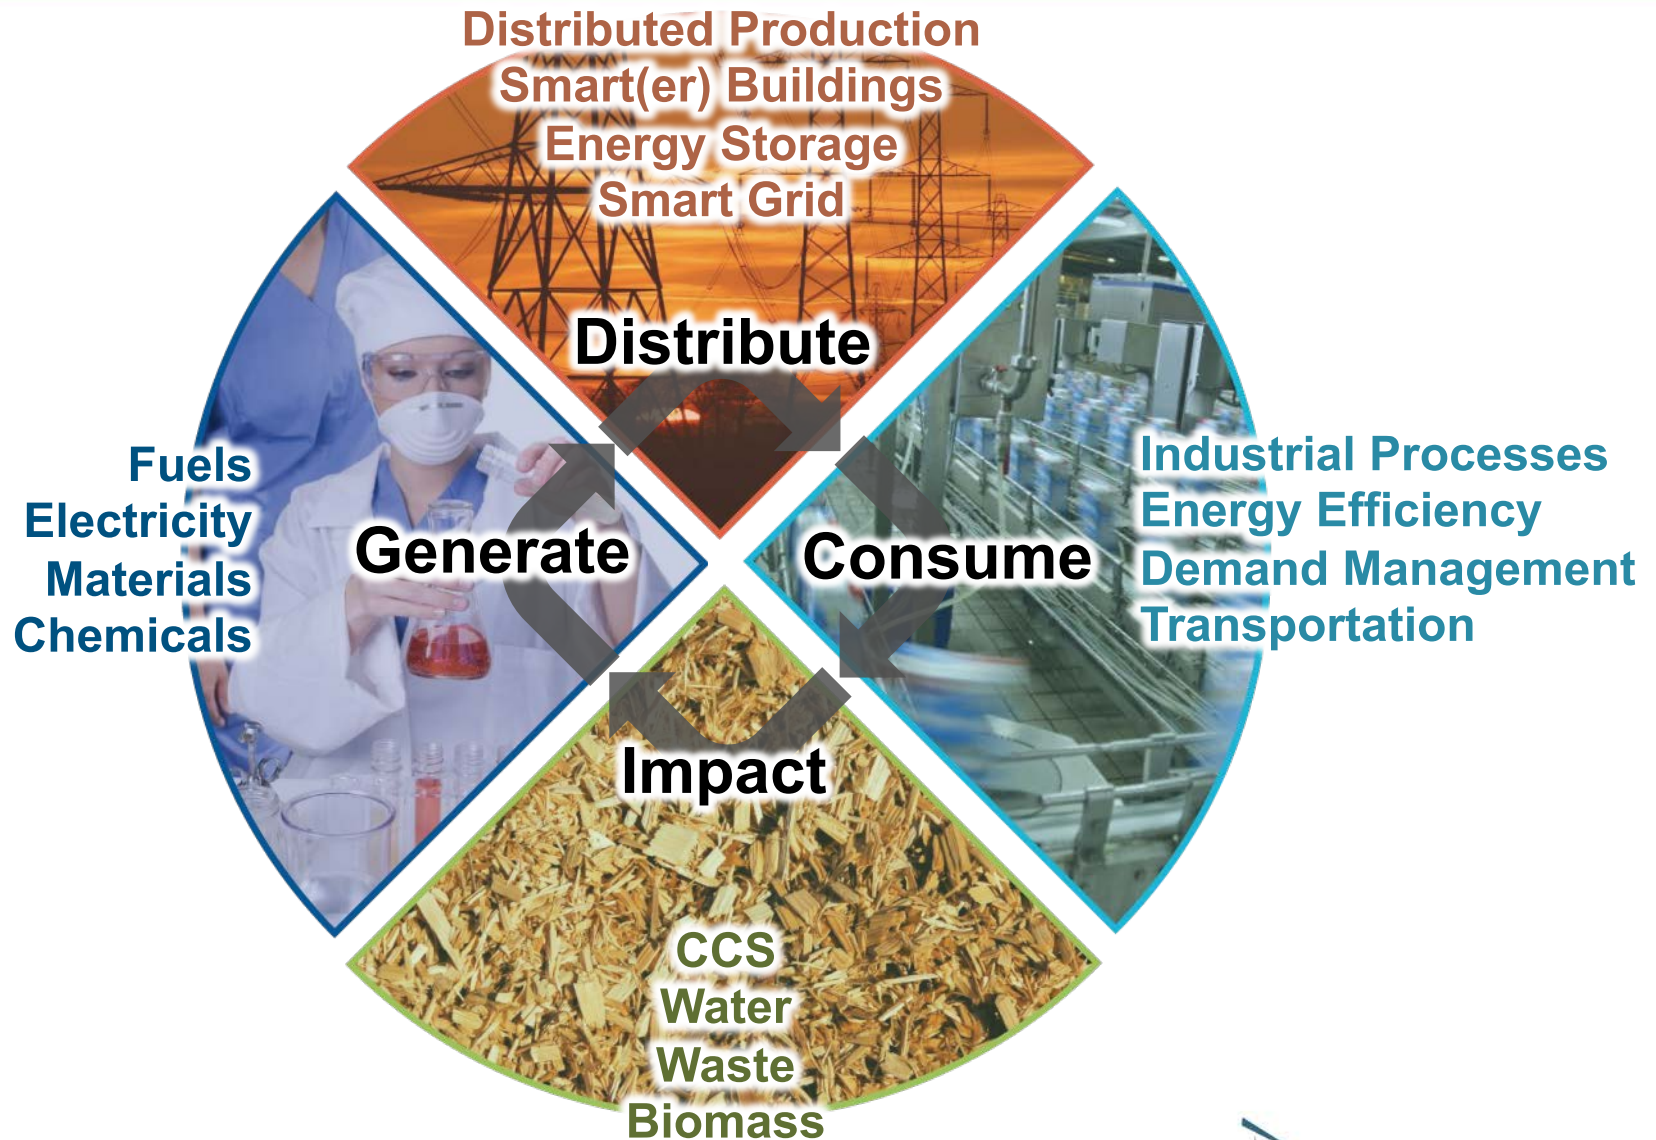 Distributed Production
Smart(er) Buildings
Energy Storage
Smart Grid
Distribute
Fuels
Electricity
Materials
Chemicals
Generate
Consume
Industrial Processes
Energy Efficiency
Demand Management
Transportation
Impact
CCS
Water
Waste
Biomass